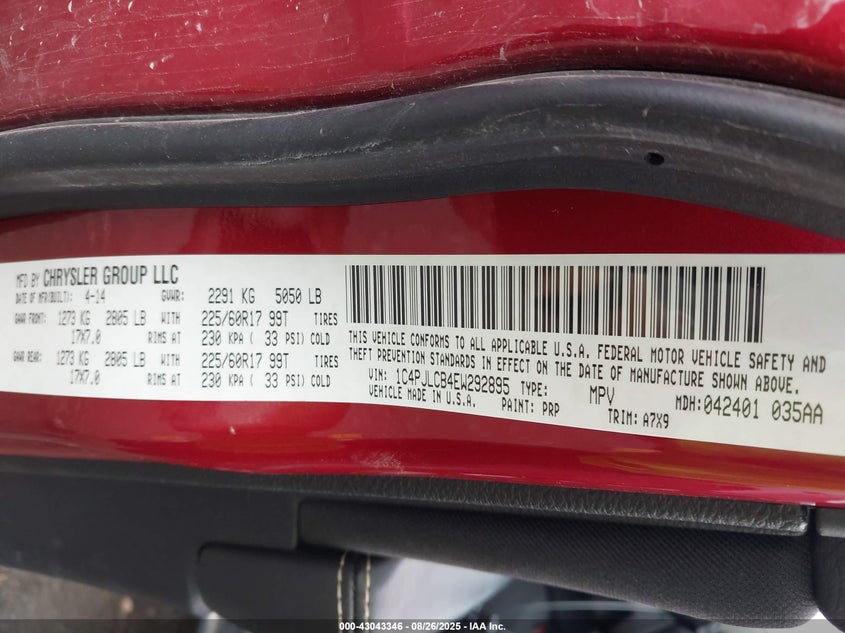 MFD BY CHRYSLER GROUP LLC
DATE OF MFR(BUILT): 4-14 GVWR: 2291 KG 5050 LB
GAWR FRONT: 1273 KG 2805 LB WITH 225/60R17 99T TIRES
17X7.0 RIMS AT 230 KPA ( 33 PSI) COLD
GAWR REAR: 1273 KG 2805 LB WITH 225/60R17 99T TIRES
17X7.0 RIMS AT 230 KPA ( 33 PSI) COLD
THIS VEHICLE CONFORMS TO ALL APPLICABLE U.S.A. FEDERAL MOTOR VEHICLE SAFETY AND
THEFT PREVENTION STANDARDS IN EFFECT ON THE DATE OF MANUFACTURE SHOWN ABOVE.
VIN: 1C4PJLCB4EW292895 TYPE: MPV MDH: 042401 035AA
VEHICLE MADE IN U.S.A. PAINT: PRP TRIM: A7X9
000-43043346 - 08/26/2025 - IAA Inc.